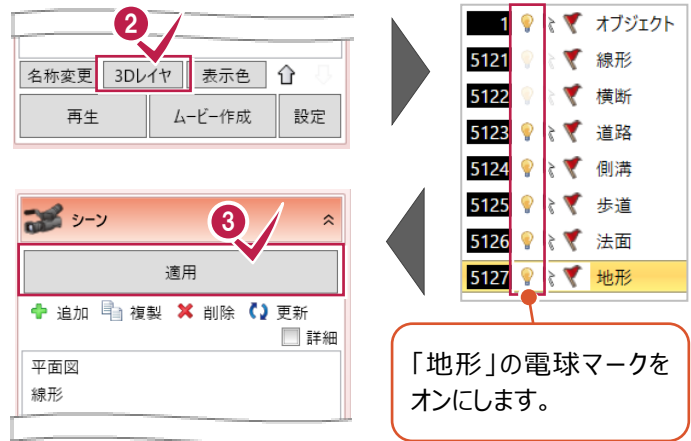 2
名称変更 3Dレイヤ 表示色
再生 ムービー作成 設定
1 オブジェクト
5121 線形
5122 横断
5123 道路
5124 側溝
5125 歩道
5126 法面
5127 地形
シーン
3
適用
追加 複製 削除 更新
詳細
平面図
線形
「地形」の電球マークを
オンにします。